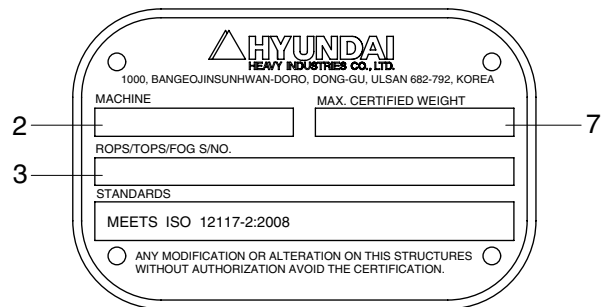 HYUNDAI
HEAVY INDUSTRIES CO., LTD.
1000, BANGEOJINSUNHWAN-DORO, DONG-GU, ULSAN 682-792, KOREA
MACHINE MAX. CERTIFIED WEIGHT
2 7
ROPS/TOPS/FOG S/NO.
3
STANDARDS
MEETS ISO 12117-2:2008
ANY MODIFICATION OR ALTERATION ON THIS STRUCTURES
WITHOUT AUTHORIZATION AVOID THE CERTIFICATION.